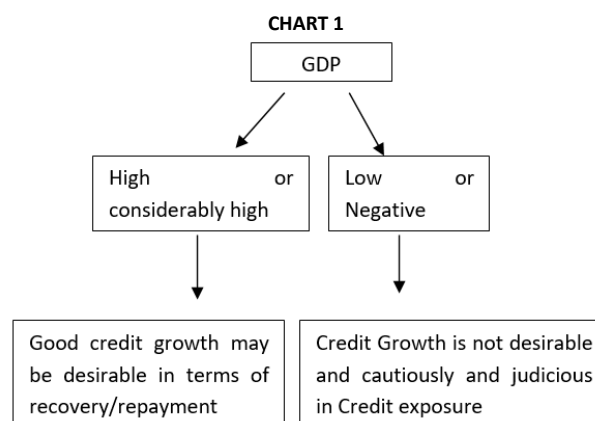 CHART 1
GDP
High or
considerably high
Low or
Negative
Good credit growth may
be desirable in terms of
recovery/repayment
Credit Growth is not desirable
and cautiously and judicious
in Credit exposure